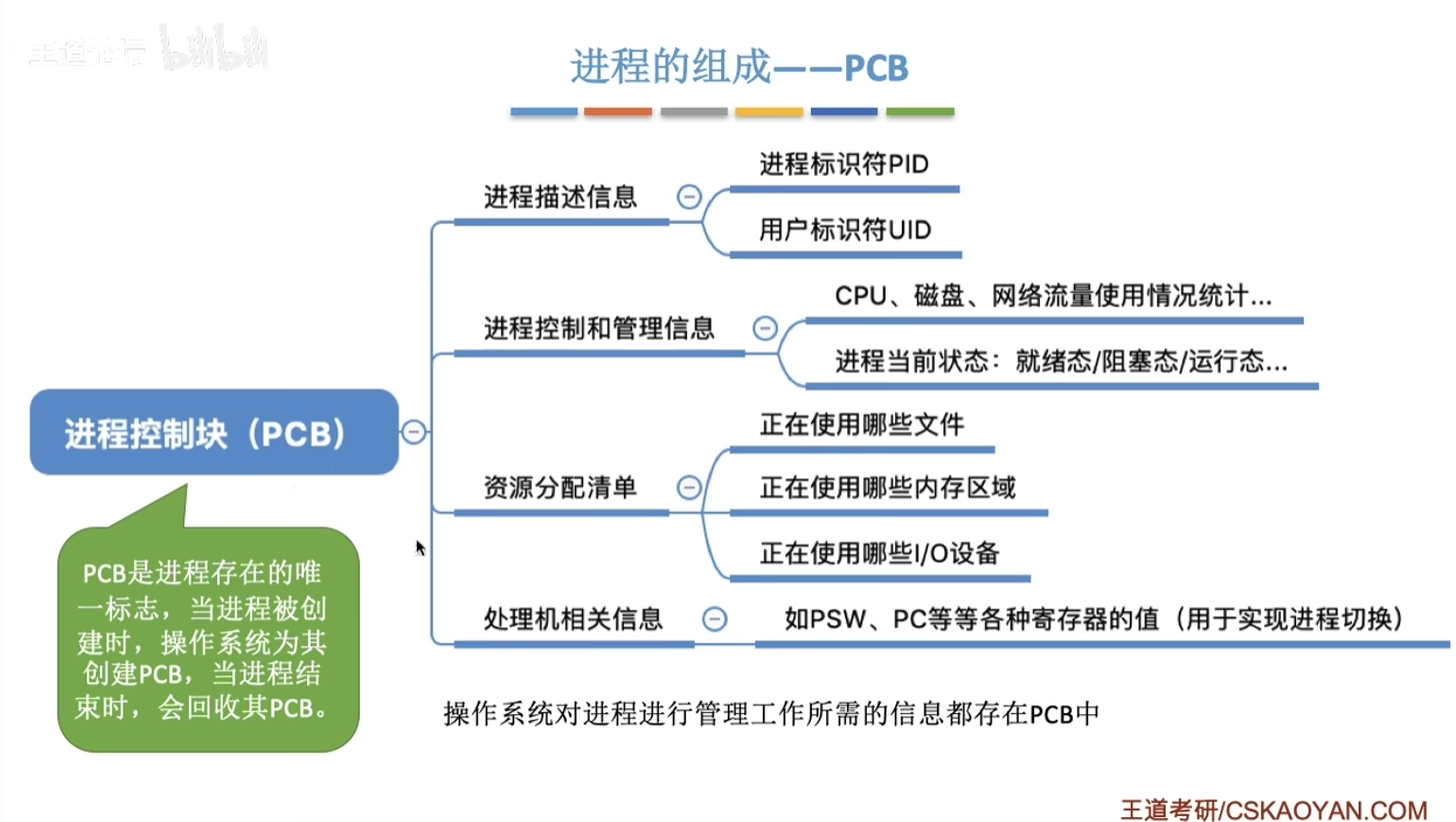 王道论坛 bilibili
进程的组成——PCB
进程描述信息
进程标识符PID
用户标识符UID
进程控制和管理信息
CPU、磁盘、网络流量使用情况统计...
进程当前状态：就绪态/阻塞态/运行态...
进程控制块（PCB）
资源分配清单
正在使用哪些文件
正在使用哪些内存区域
正在使用哪些I/O设备
处理机相关信息
如PSW、PC等等各种寄存器的值（用于实现进程切换）
PCB是进程存在的唯
一标志，当进程被创
建时，操作系统为其
创建PCB，当进程结
束时，会回收其PCB。
操作系统对进程进行管理工作所需的信息都存在PCB中
王道考研/CSKAOYAN.COM